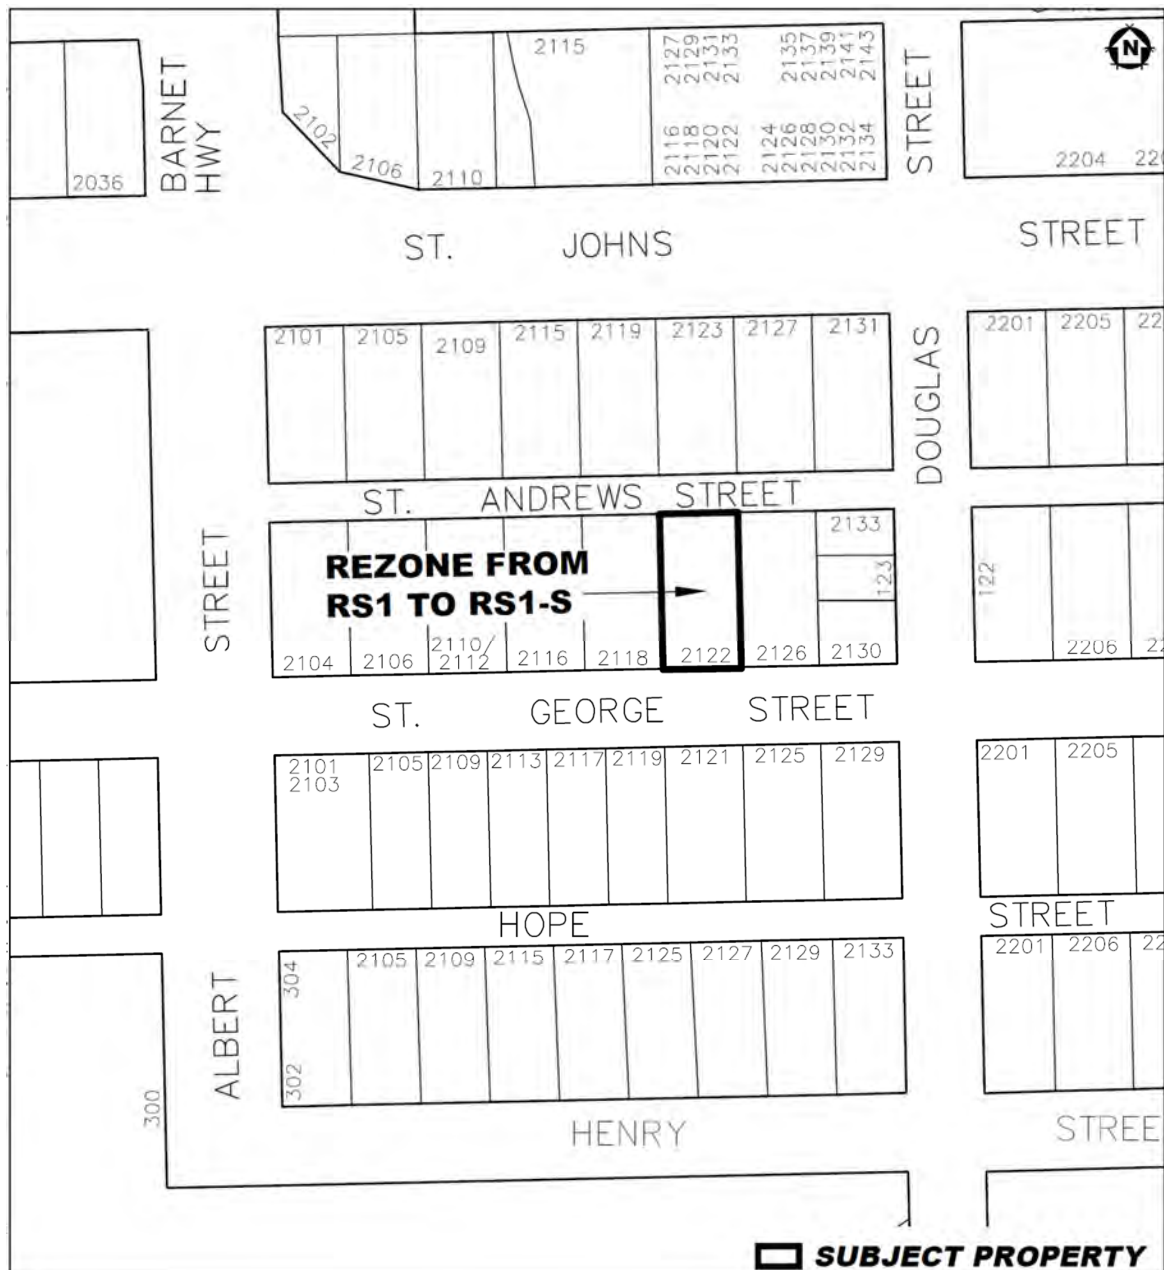 N
2115
2127
2129
2131
2133
2135
2137
2139
2141
2143
BARNET
HWY
STREET
2102
2106
2110
2036
2116
2118
2120
2122
2124
2126
2128
2130
2132
2134
2204
ST. JOHNS STREET
2101 2105 2109 2115 2119 2123 2127 2131
2201 2205
DOUGLAS
ST. ANDREWS STREET
2133
123
122
STREET
REZONE FROM
RS1 TO RS1-S
2104 2106 2110/
2112 2116 2118 2122 2126 2130
2206
ST. GEORGE STREET
2101
2103
2105 2109 2113 2117 2119 2121 2125 2129
2201 2205
HOPE STREET
304
2105 2109 2115 2117 2125 2127 2129 2133
2201 2206
ALBERT
302
300
HENRY STREE
SUBJECT PROPERTY